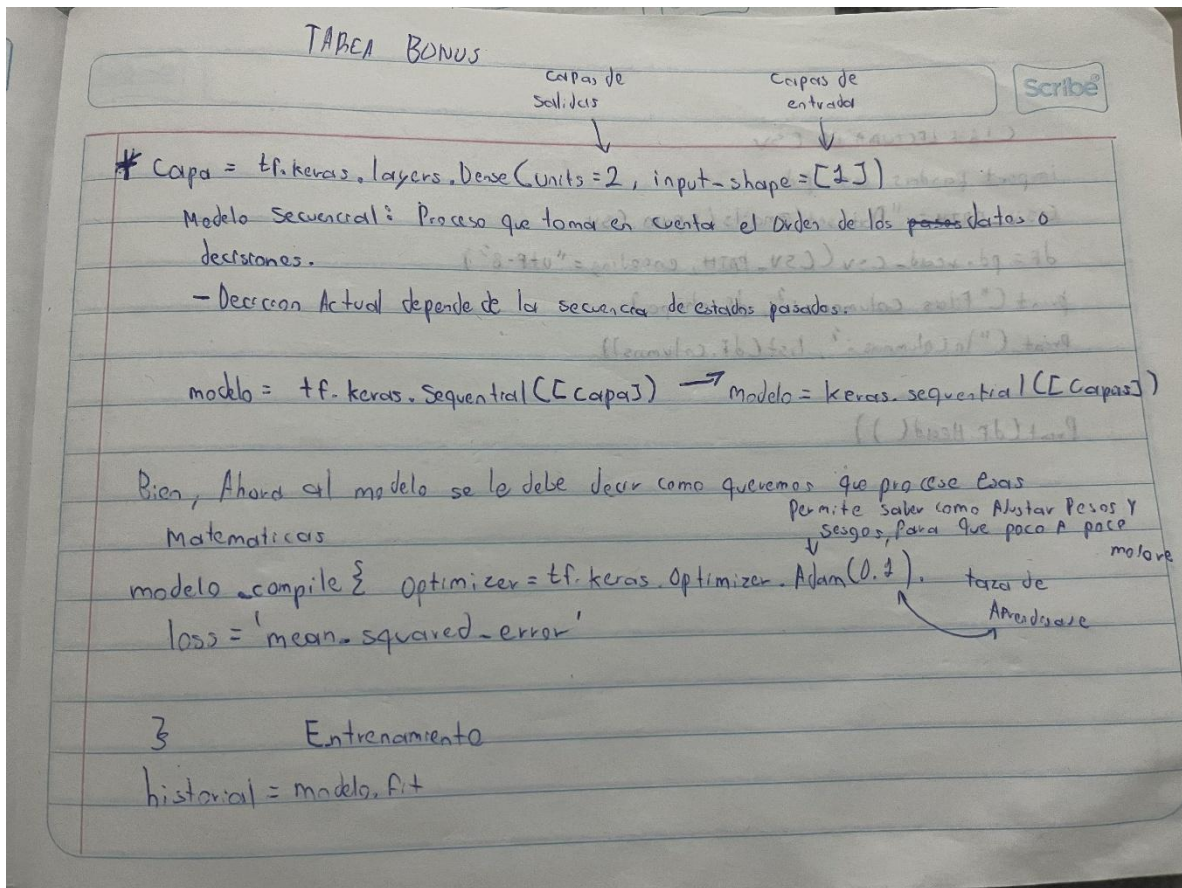 TAREA BONUS
Capas de
Salidas
Capas de
entrada
Scribe
* Capa = tf.keras.layers.Dense(units=2, input-shape=[1])
Modelo Secuencial: Proceso que toma en cuenta el Orden de los pasos datos o
decisiones.
- Decicion Actual depende de la secuencia de estados pasados.
modelo = tf.keras.Sequential([Capa]) → modelo = keras.sequential([Capas])
Bien, Ahora al modelo se le debe decir como queremos que procese Esas
Matematicas
Permite saber como Ajustar Pesos Y
Sesgos, Para Que poco A poco
mejore
modelo.compile { Optimizer = tf.keras.Optimizer.Adam(0.1).
taza de
Aprendisaje
loss = 'mean_squared_error'
} Entrenamiento
historial = modelo.fit